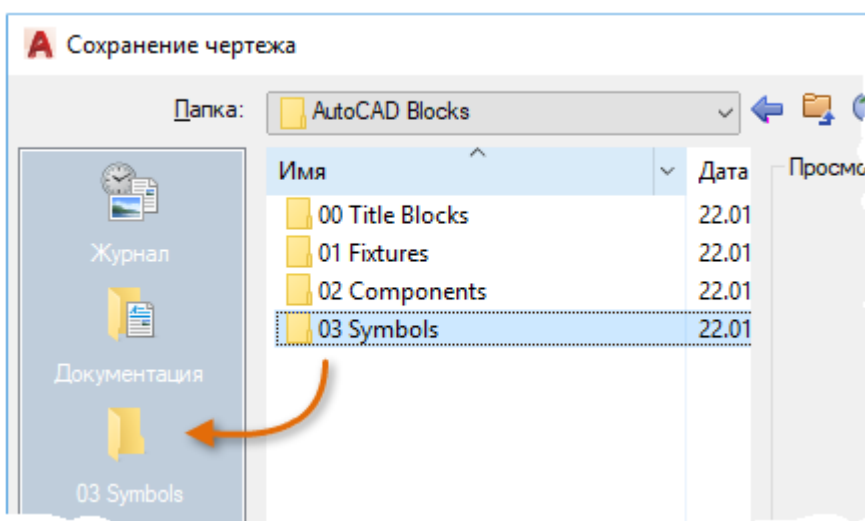 Сохранение чертежа
Папка:
AutoCAD Blocks
Имя
Дата
00 Title Blocks
22.01
01 Fixtures
22.01
02 Components
22.01
03 Symbols
22.01
Журнал
Документация
03 Symbols